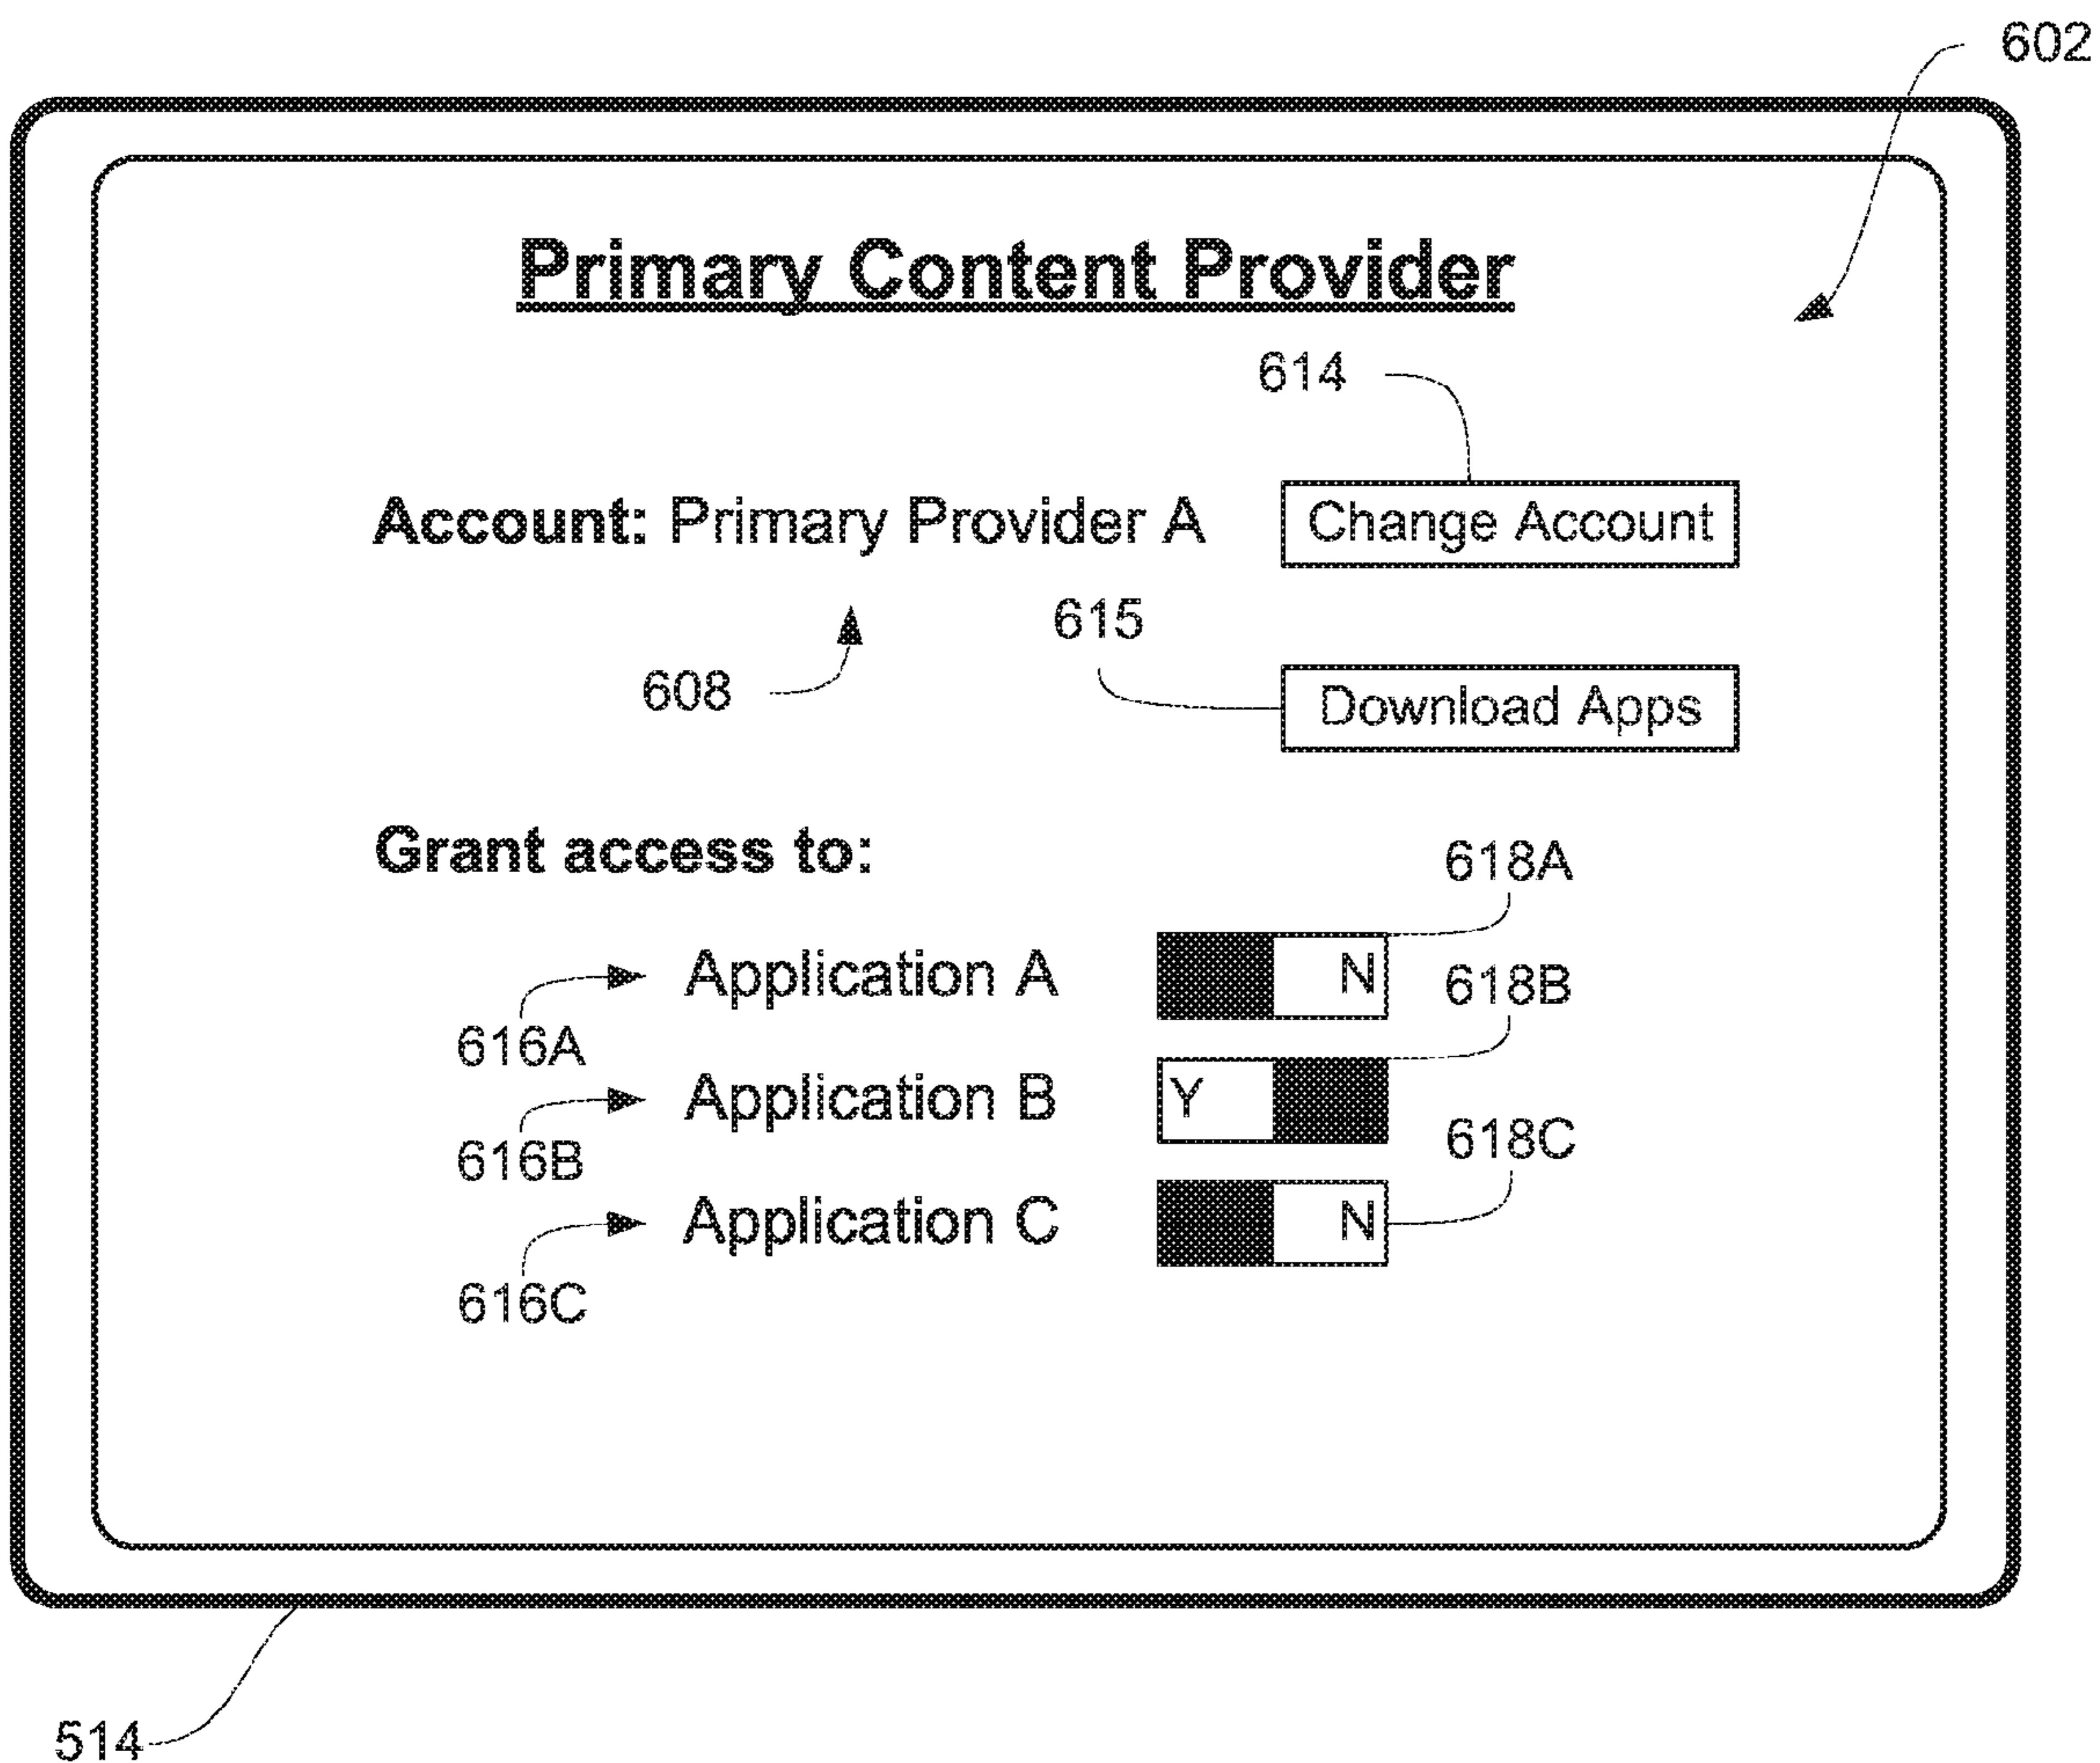 602
Primary Content Provider
614
Account: Primary Provider A
Change Account
615
608
Download Apps
Grant access to:
618A
Application A
N
618B
616A
Application B
Y
616B
618C
Application C
N
616C
514